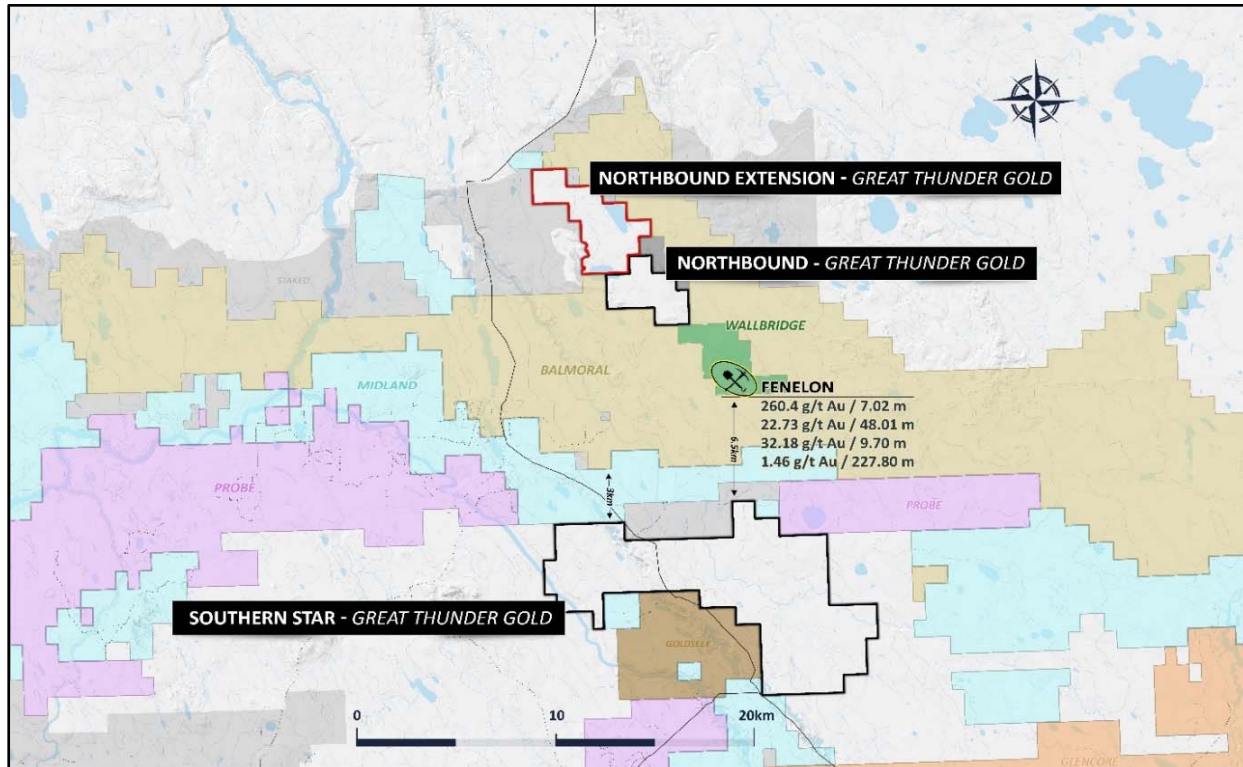 NORTHBOUND EXTENSION - GREAT THUNDER GOLD
NORTHBOUND - GREAT THUNDER GOLD
STAKED
WALLBRIDGE
MIDLAND
BALMORAL
FENELON
260.4 g/t Au / 7.02 m
22.73 g/t Au / 48.01 m
32.18 g/t Au / 9.70 m
1.46 g/t Au / 227.80 m
6.5km
3km
PROBE
PROBE
SOUTHERN STAR - GREAT THUNDER GOLD
GOLDSEEK
0 10 20km
GLENCORE